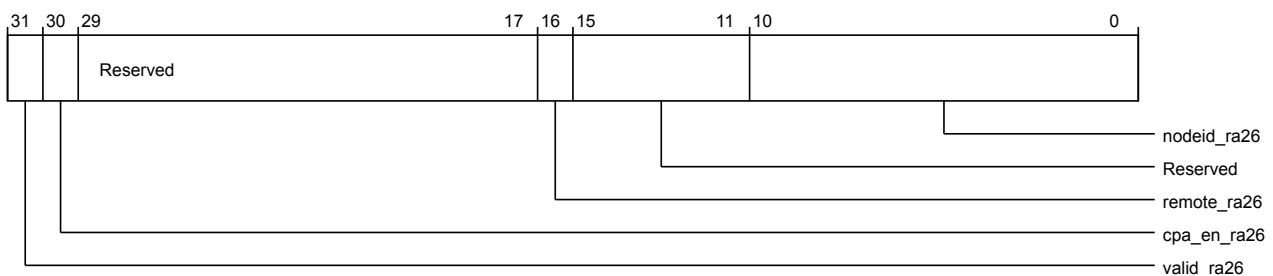 31 30 29 17 16 15 11 10 0
Reserved
nodeid_ra26
Reserved
remote_ra26
cpa_en_ra26
valid_ra26